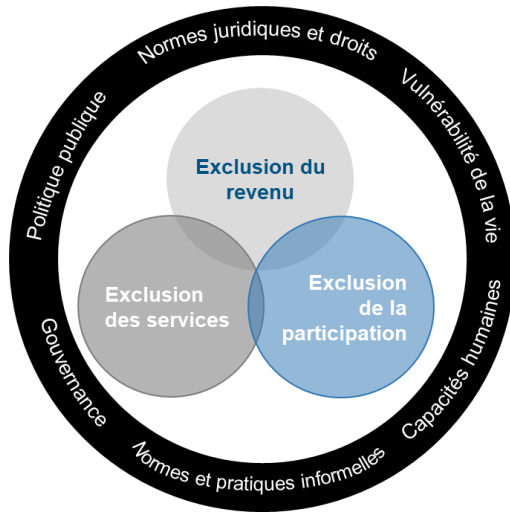 Normes juridiques et droits
Vulnérabilité de la vie
Capacités humaines
Normes et pratiques informelles
Gouvernance
Politique publique
Exclusion du
revenu
Exclusion
des services
Exclusion
de la
participation